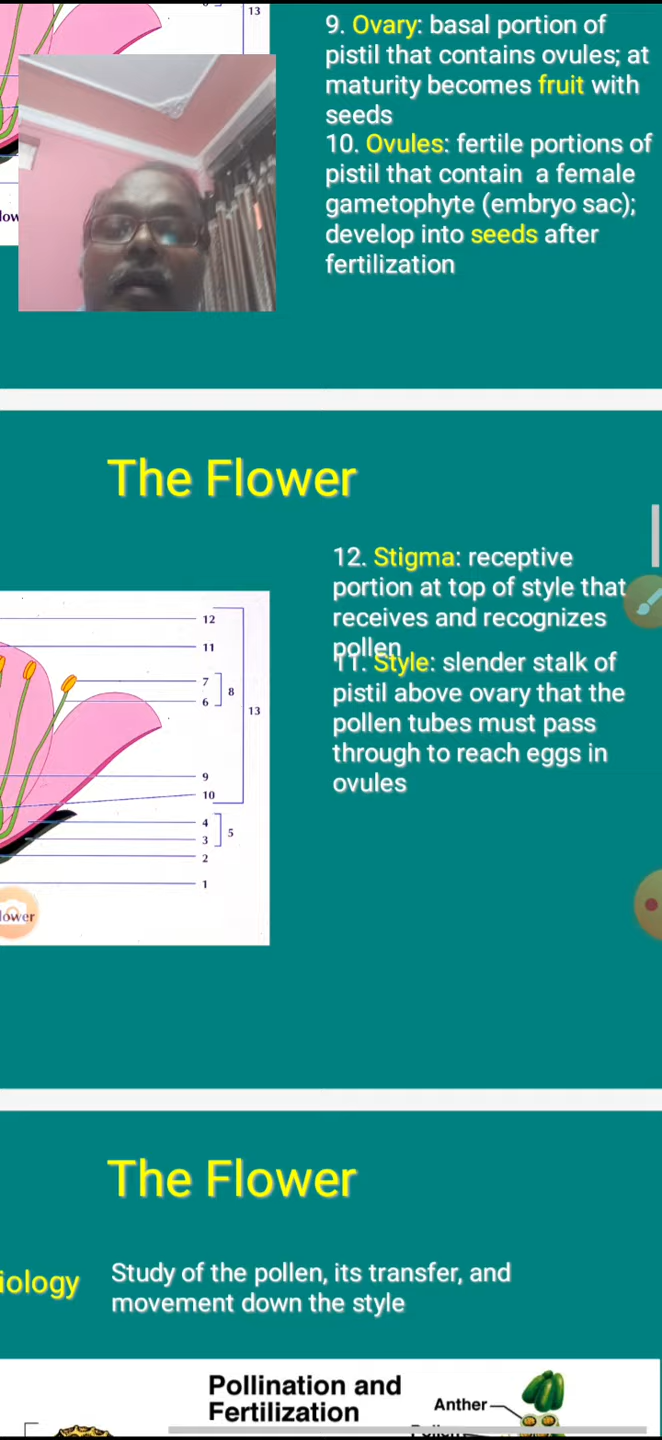 13
9. Ovary: basal portion of
pistil that contains ovules; at
maturity becomes fruit with
seeds
10. Ovules: fertile portions of
pistil that contain a female
gametophyte (embryo sac);
develop into seeds after
fertilization
low
The Flower
12. Stigma: receptive
portion at top of style that
receives and recognizes
pollen
11. Style: slender stalk of
pistil above ovary that the
pollen tubes must pass
through to reach eggs in
ovules
12
11
7
8
6
13
9
10
4
5
3
2
1
lower
The Flower
iology
Study of the pollen, its transfer, and
movement down the style
Pollination and
Fertilization
Anther